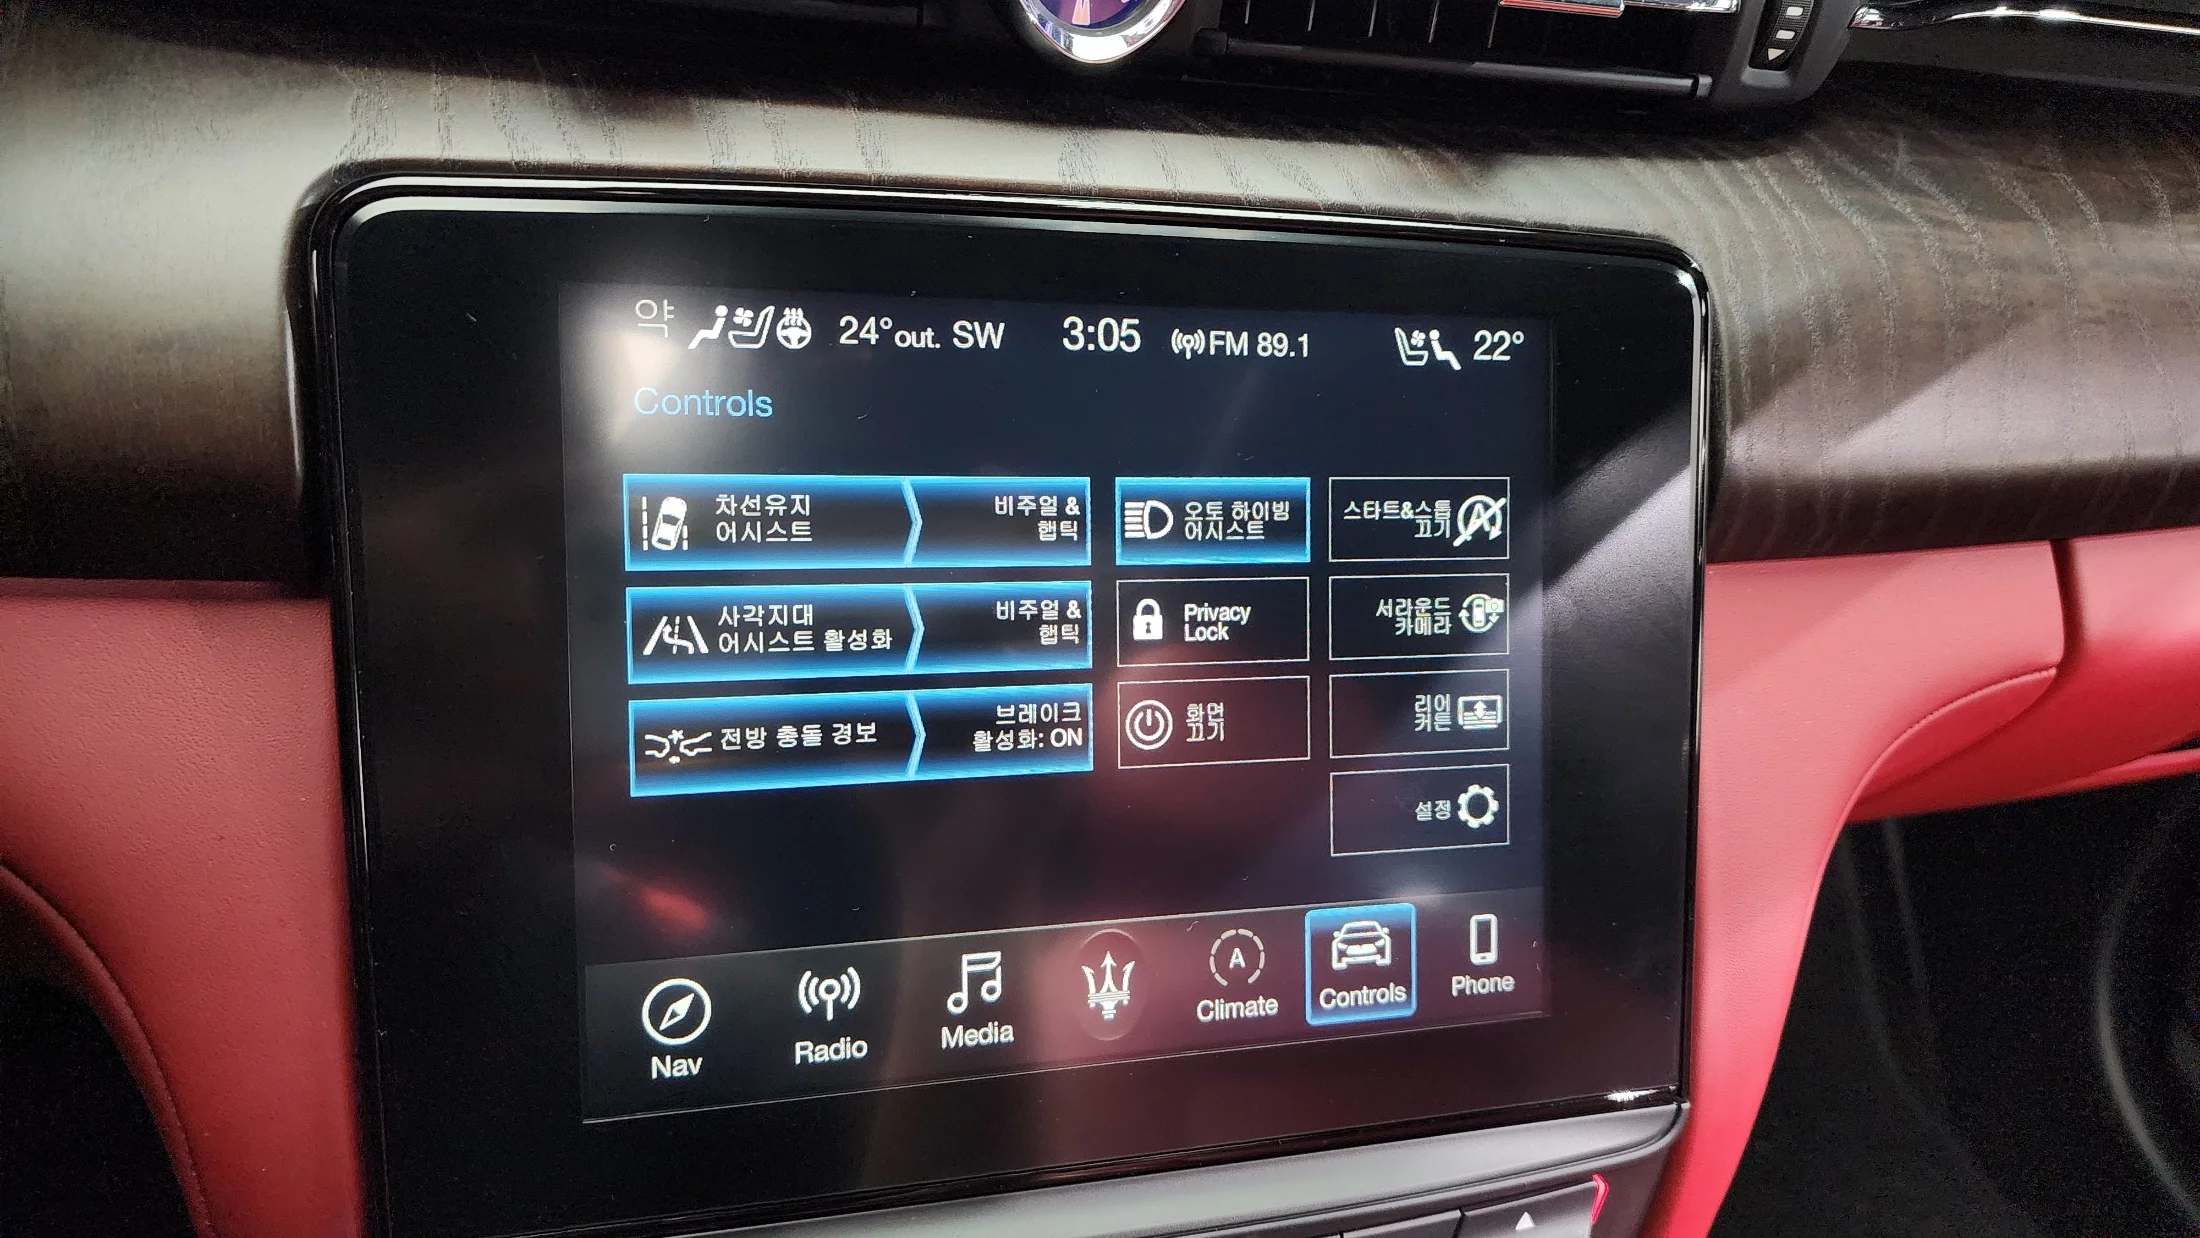 약 24°out. SW 3:05 FM 89.1 22°
Controls
차선유지
어시스트
비주얼 &
햅틱
오토 하이빔
어시스트
스타트&스톱
끄기
A
사각지대
어시스트 활성화
비주얼 &
햅틱
Privacy
Lock
서라운드
카메라
전방 충돌 경보
브레이크
활성화: ON
화면
끄기
리어
커튼
설정
Nav
Radio
Media
A
Climate
Controls
Phone